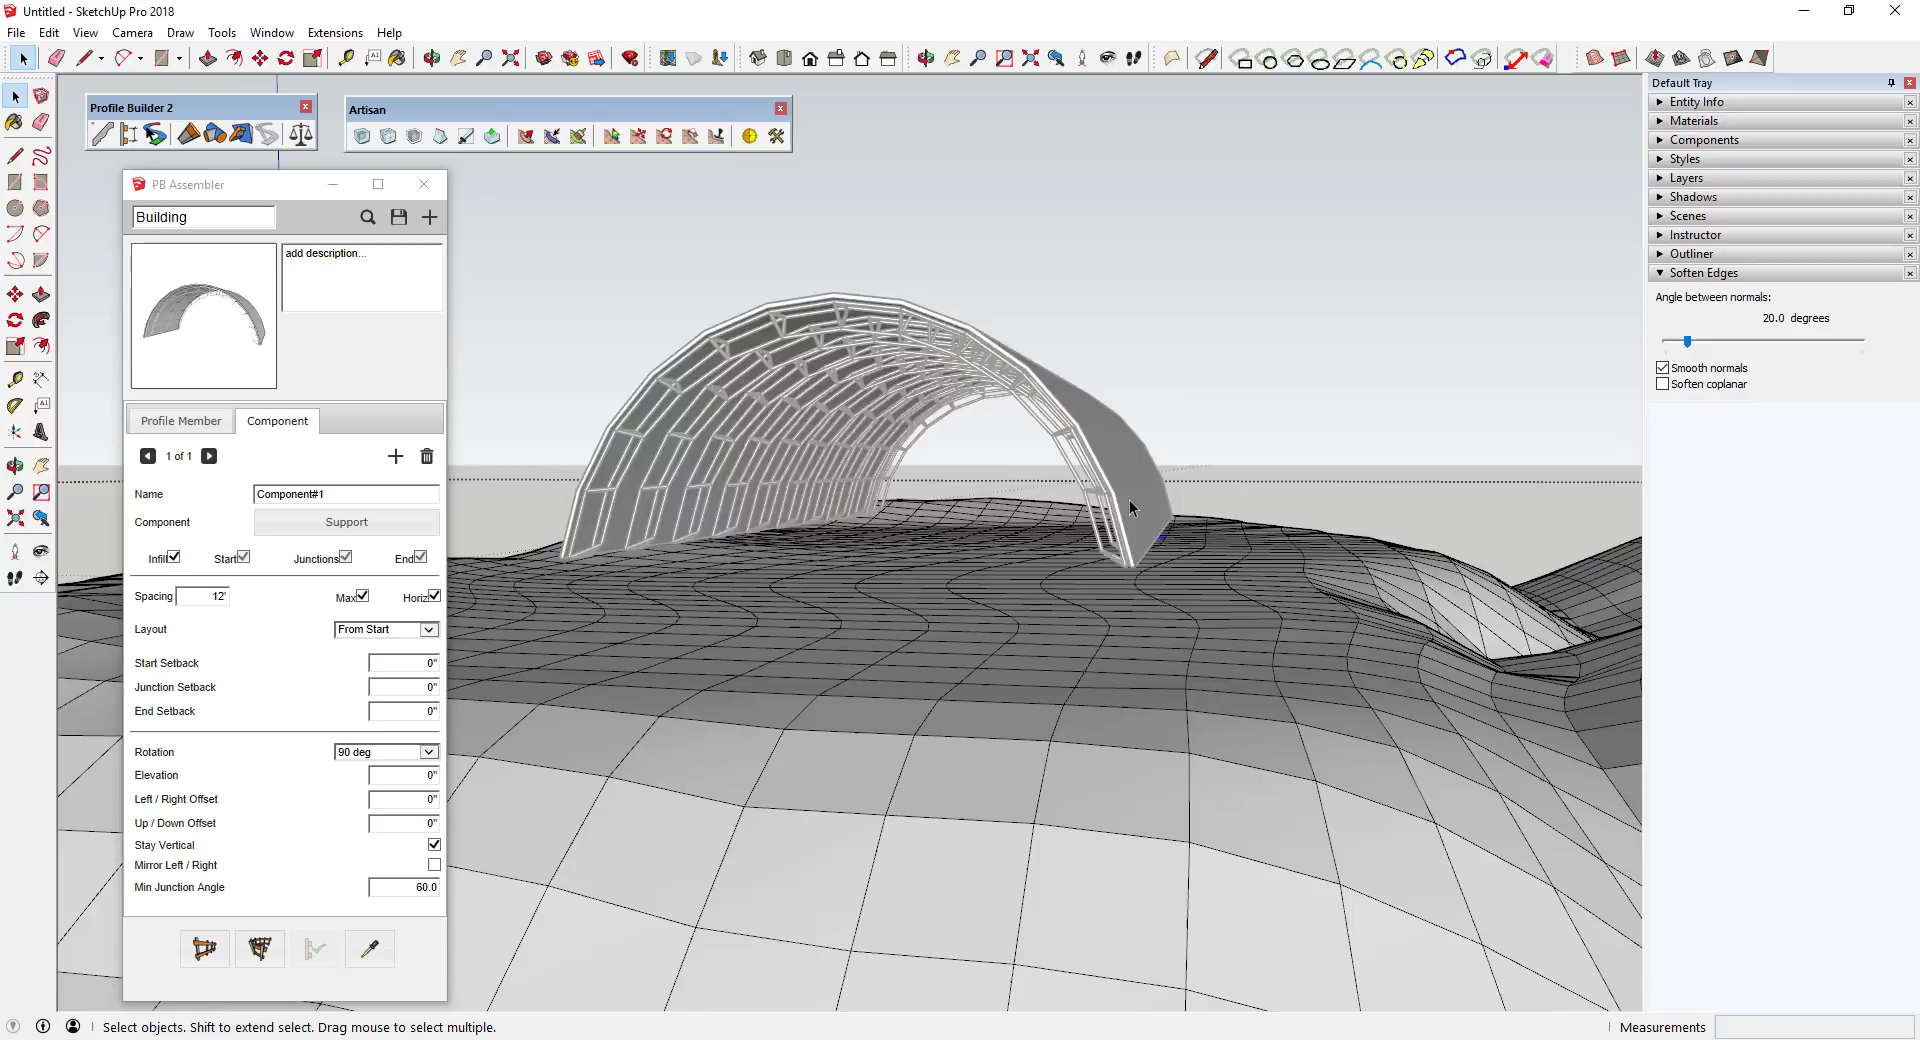 Untitled - SketchUp Pro 2018
File Edit View Camera Draw Tools Window Extensions Help
Profile Builder 2
Artisan
PB Assembler
Building
add description...
Profile Member Component
1 of 1
Name Component#1
Component Support
Infill Start Junctions End
Spacing 12' Max Horiz
Layout From Start
Start Setback 0"
Junction Setback 0"
End Setback 0"
Rotation 90 deg
Elevation 0"
Left / Right Offset 0"
Up / Down Offset 0"
Stay Vertical
Mirror Left / Right
Min Junction Angle 60.0
Default Tray
Entity Info
Materials
Components
Styles
Layers
Shadows
Scenes
Instructor
Outliner
Soften Edges
Angle between normals:
20.0 degrees
Smooth normals
Soften coplanar
Select objects. Shift to extend select. Drag mouse to select multiple.
Measurements